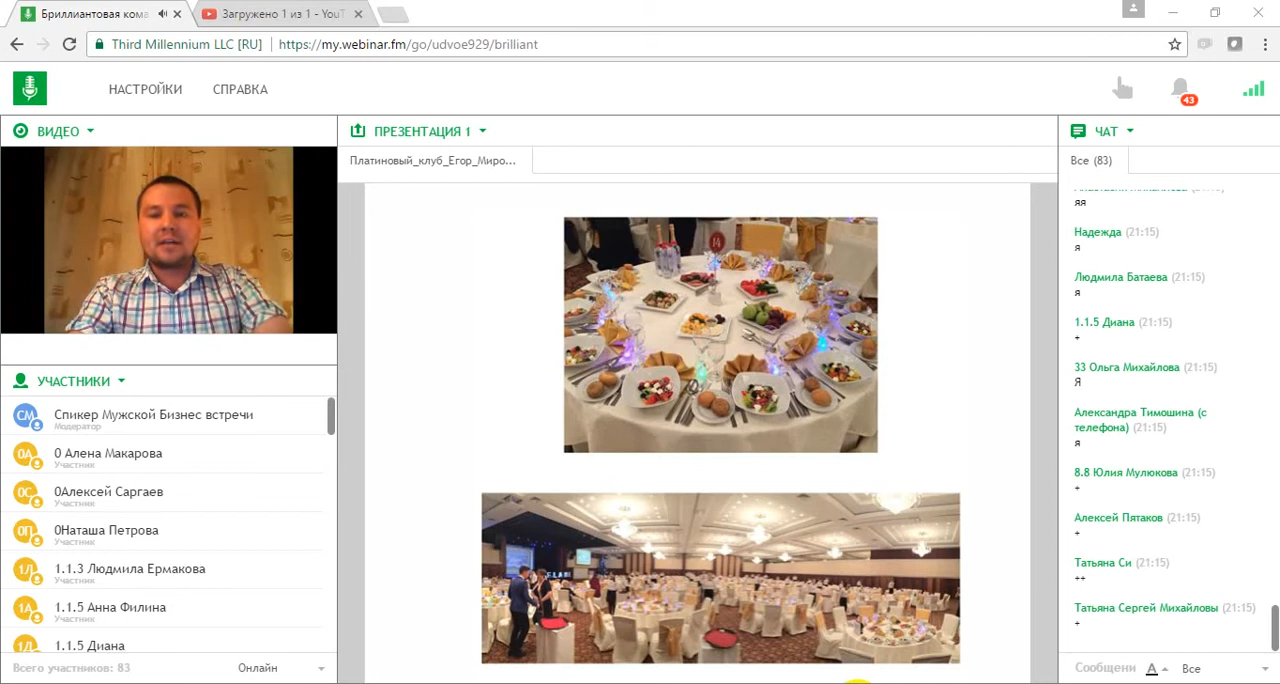 Бриллиантовая кома
Загружено 1 из 1 - YouT
Third Millennium LLC [RU]
https://my.webinar.fm/go/udvoe929/brilliant
НАСТРОЙКИ
СПРАВКА
43
ВИДЕО
ПРЕЗЕНТАЦИЯ 1
ЧАТ
Платиновый_клуб_Егор_Миро...
Все (83)
14
яя
Надежда (21:15)
я
Людмила Батаева (21:15)
я
1.1.5 Диана (21:15)
+
33 Ольга Михайлова (21:15)
Я
Александра Тимошина (с
телефона) (21:15)
я
8.8 Юлия Мулюкова (21:15)
+
Алексей Пятаков (21:15)
+
Татьяна Си (21:15)
++
Татьяна Сергей Михайловы (21:15)
+
УЧАСТНИКИ
СМ
Спикер Мужской Бизнес встречи
Модератор
0А
0 Алена Макарова
Участник
0С
0Алексей Саргаев
Участник
0П
0Наташа Петрова
Участник
1Л
1.1.3 Людмила Ермакова
Участник
1А
1.1.5 Анна Филина
Участник
1Д
1.1.5 Диана
Всего участников: 83
Онлайн
Сообщени
A
Все